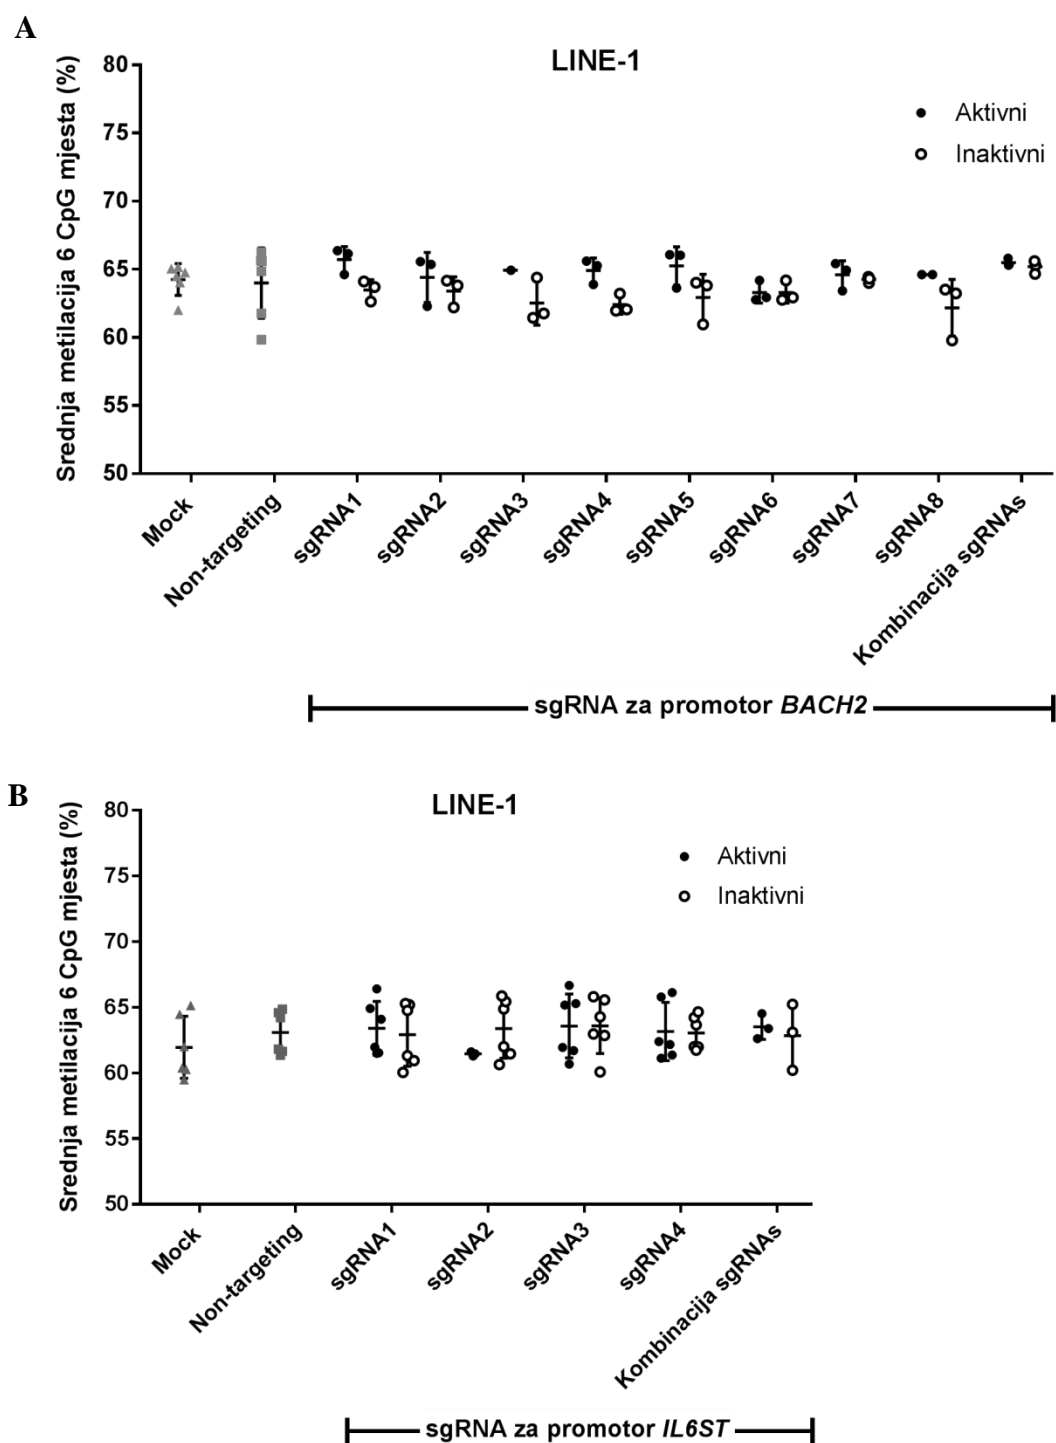 A
LINE-1
Srednja metilacija 6 CpG mjesta (%)
80
75
70
65
60
55
50
Aktivni
Inaktivni
Mock
Non-targeting
sgRNA1
sgRNA2
sgRNA3
sgRNA4
sgRNA5
sgRNA6
sgRNA7
sgRNA8
Kombinacija sgRNAs
sgRNA za promotor BACH2
B
LINE-1
Srednja metilacija 6 CpG mjesta (%)
80
75
70
65
60
55
50
Aktivni
Inaktivni
Mock
Non-targeting
sgRNA1
sgRNA2
sgRNA3
sgRNA4
Kombinacija sgRNAs
sgRNA za promotor IL6ST